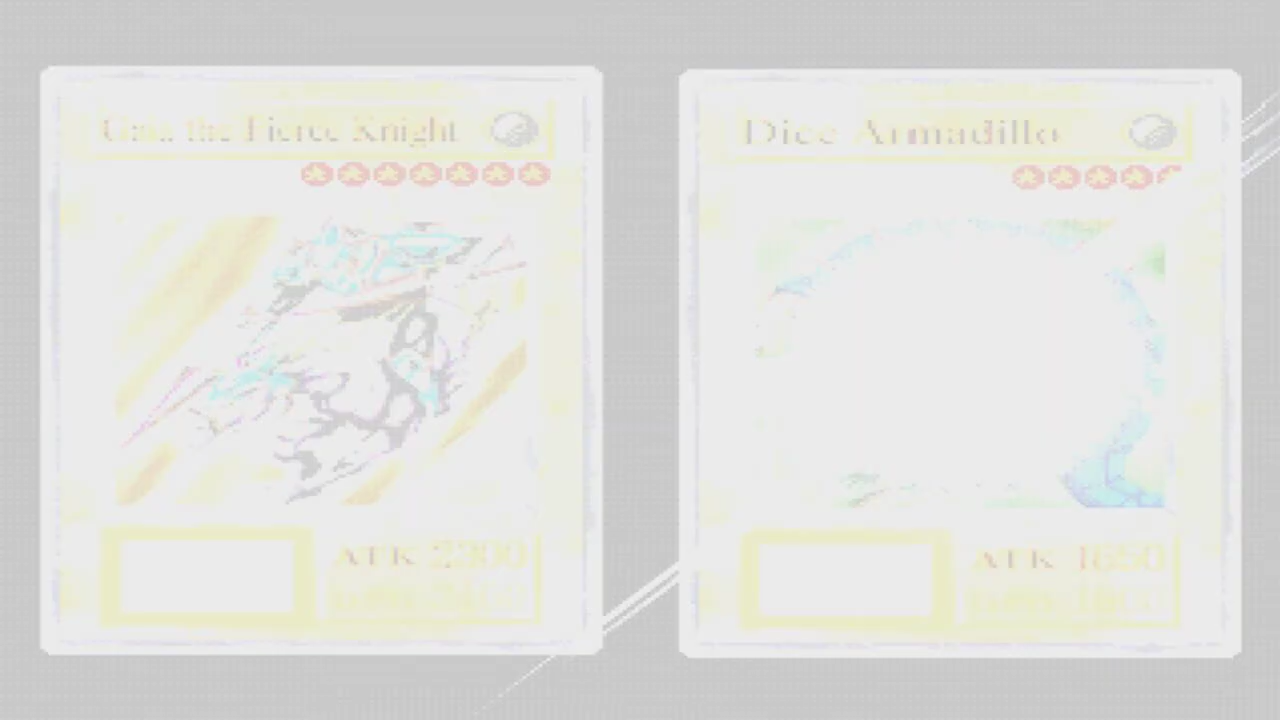 Gaia the Fierce Knight
Dice Armadillo
ATK 2300
ATK 1650